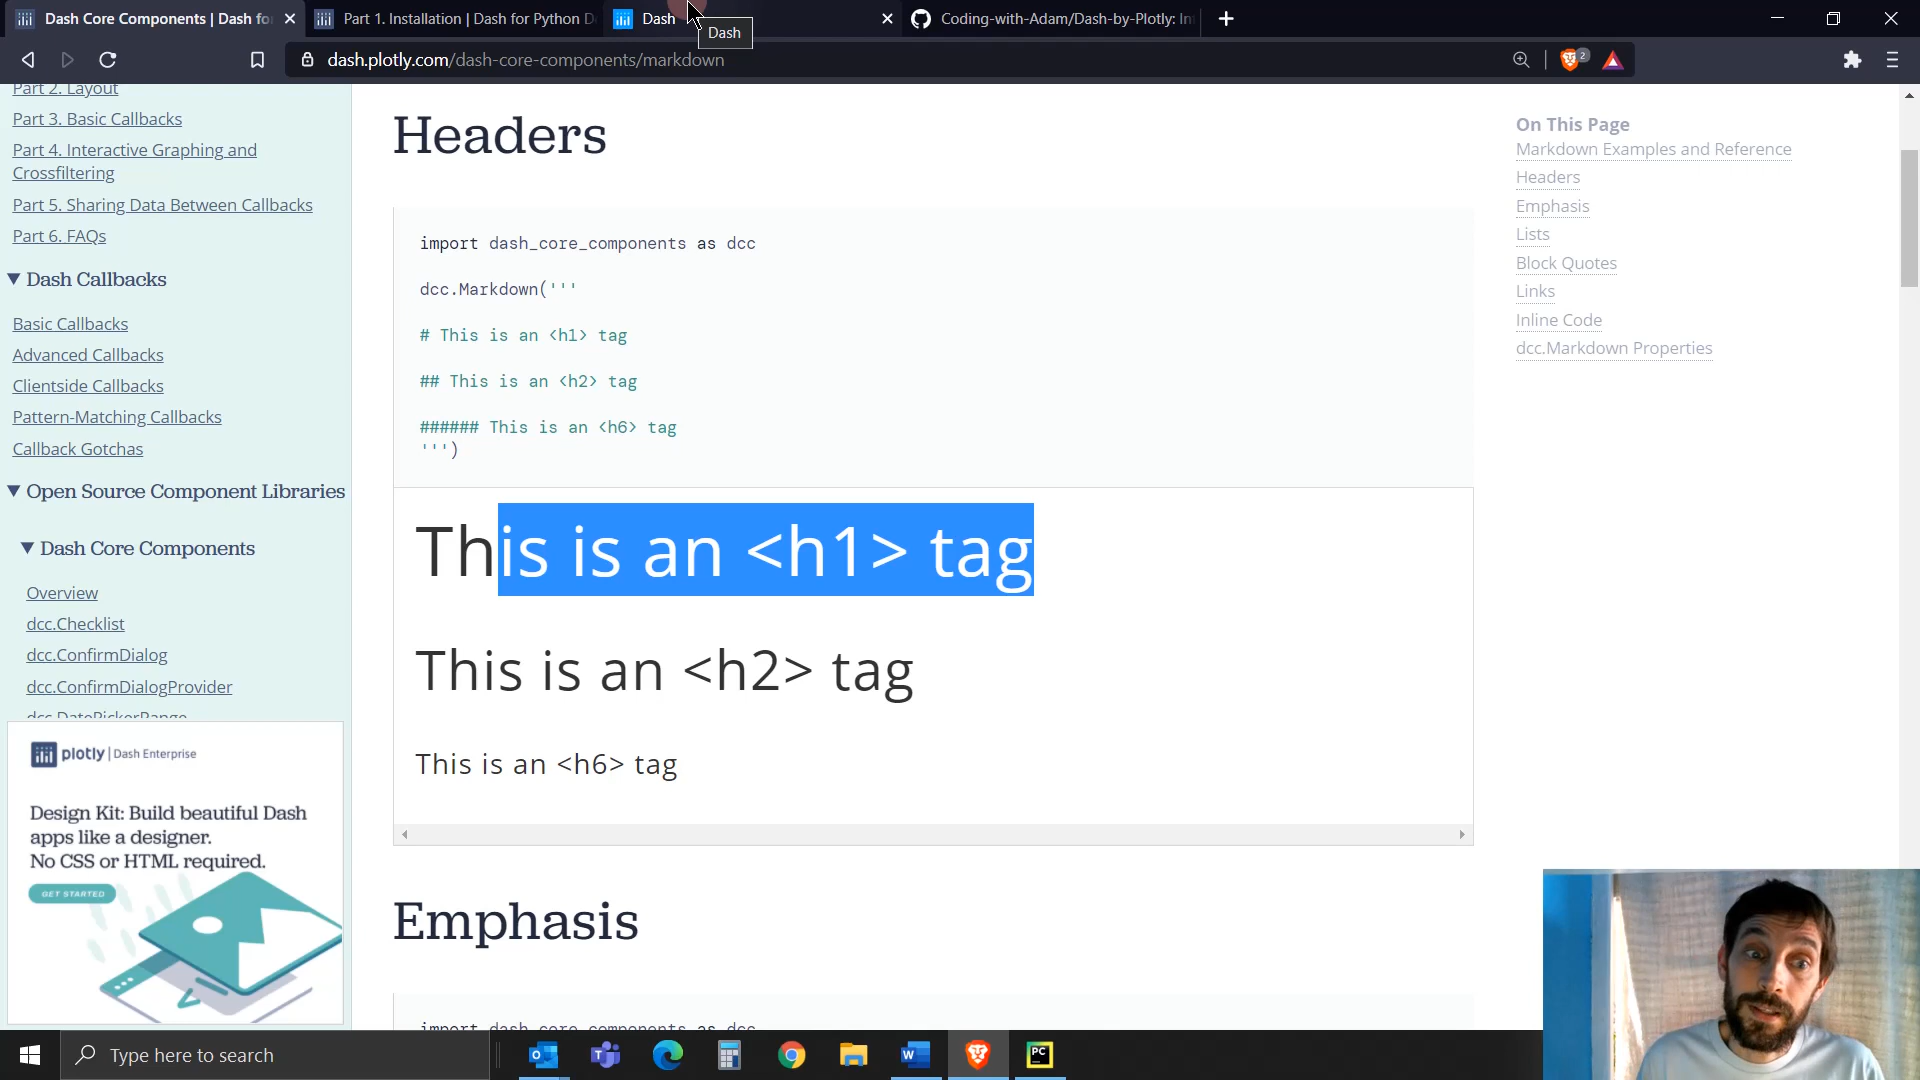 Dash Core Components | Dash fo
Part 1. Installation | Dash for Python D
Dash
Coding-with-Adam/Dash-by-Plotly: In
Dash
dash.plotly.com/dash-core-components/markdown
2
Part 2. Layout
Part 3. Basic Callbacks
Part 4. Interactive Graphing and
Crossfiltering
Part 5. Sharing Data Between Callbacks
Part 6. FAQs
Dash Callbacks
Basic Callbacks
Advanced Callbacks
Clientside Callbacks
Pattern-Matching Callbacks
Callback Gotchas
Open Source Component Libraries
Dash Core Components
Overview
dcc.Checklist
dcc.ConfirmDialog
dcc.ConfirmDialogProvider
dcc.DatePickerRange
plotly | Dash Enterprise
Design Kit: Build beautiful Dash
apps like a designer.
No CSS or HTML required.
GET STARTED
Headers
import dash_core_components as dcc
dcc.Markdown('''
# This is an <h1> tag
## This is an <h2> tag
###### This is an <h6> tag
''')
This is an <h1> tag
This is an <h2> tag
This is an <h6> tag
Emphasis
import dash_core_components as dcc
On This Page
Markdown Examples and Reference
Headers
Emphasis
Lists
Block Quotes
Links
Inline Code
dcc.Markdown Properties
Type here to search
PC